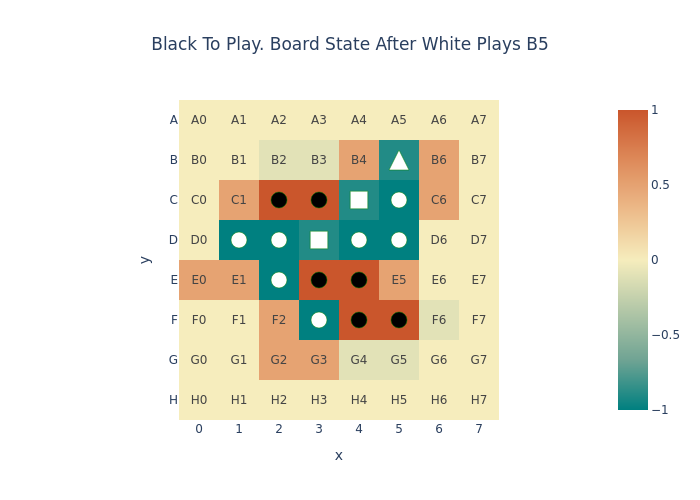 Black To Play. Board State After White Plays B5
A A0 A1 A2 A3 A4 A5 A6 A7
B B0 B1 B2 B3 B4 B6 B7
C C0 C1 C6 C7
D D0 D6 D7
E E0 E1 E5 E6 E7
F F0 F1 F2 F6 F7
G G0 G1 G2 G3 G4 G5 G6 G7
H H0 H1 H2 H3 H4 H5 H6 H7
0 1 2 3 4 5 6 7
x
y
1
0.5
0
−0.5
−1